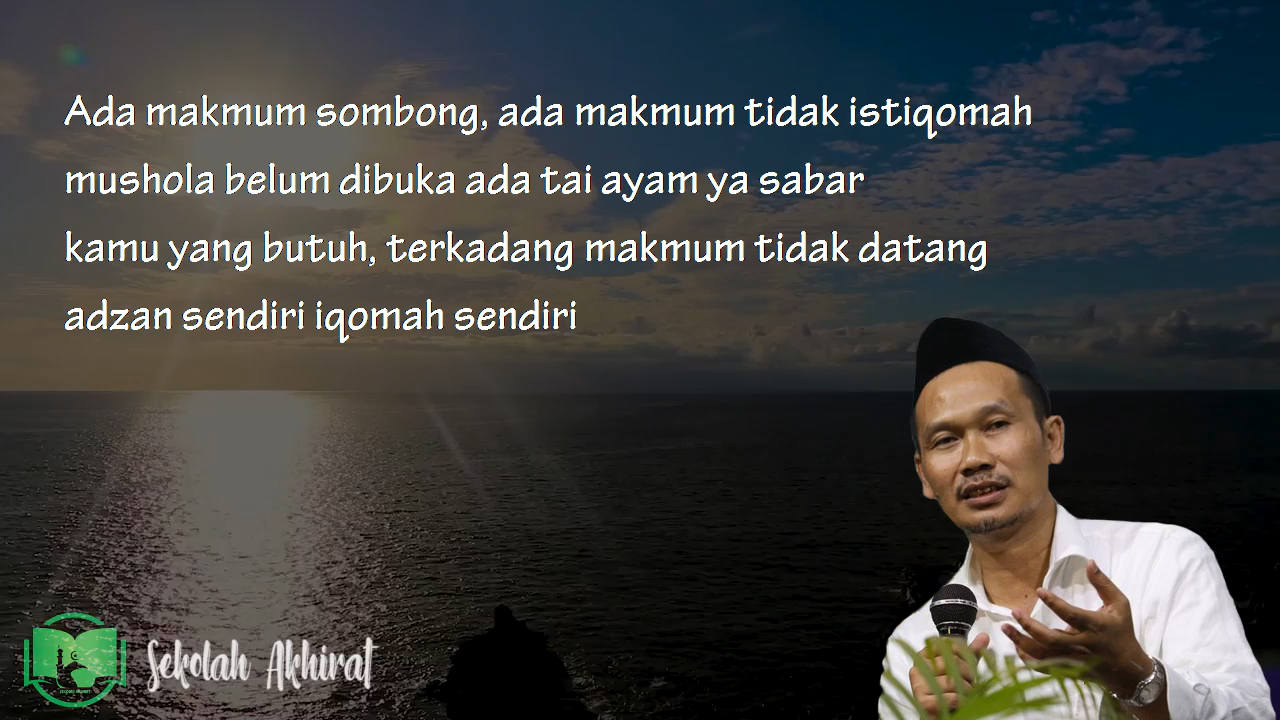 Ada makmum sombong, ada makmum tidak istiqomah
mushola belum dibuka ada tai ayam ya sabar
kamu yang butuh, terkadang makmum tidak datang
adzan sendiri iqomah sendiri
Sekolah Akhirat